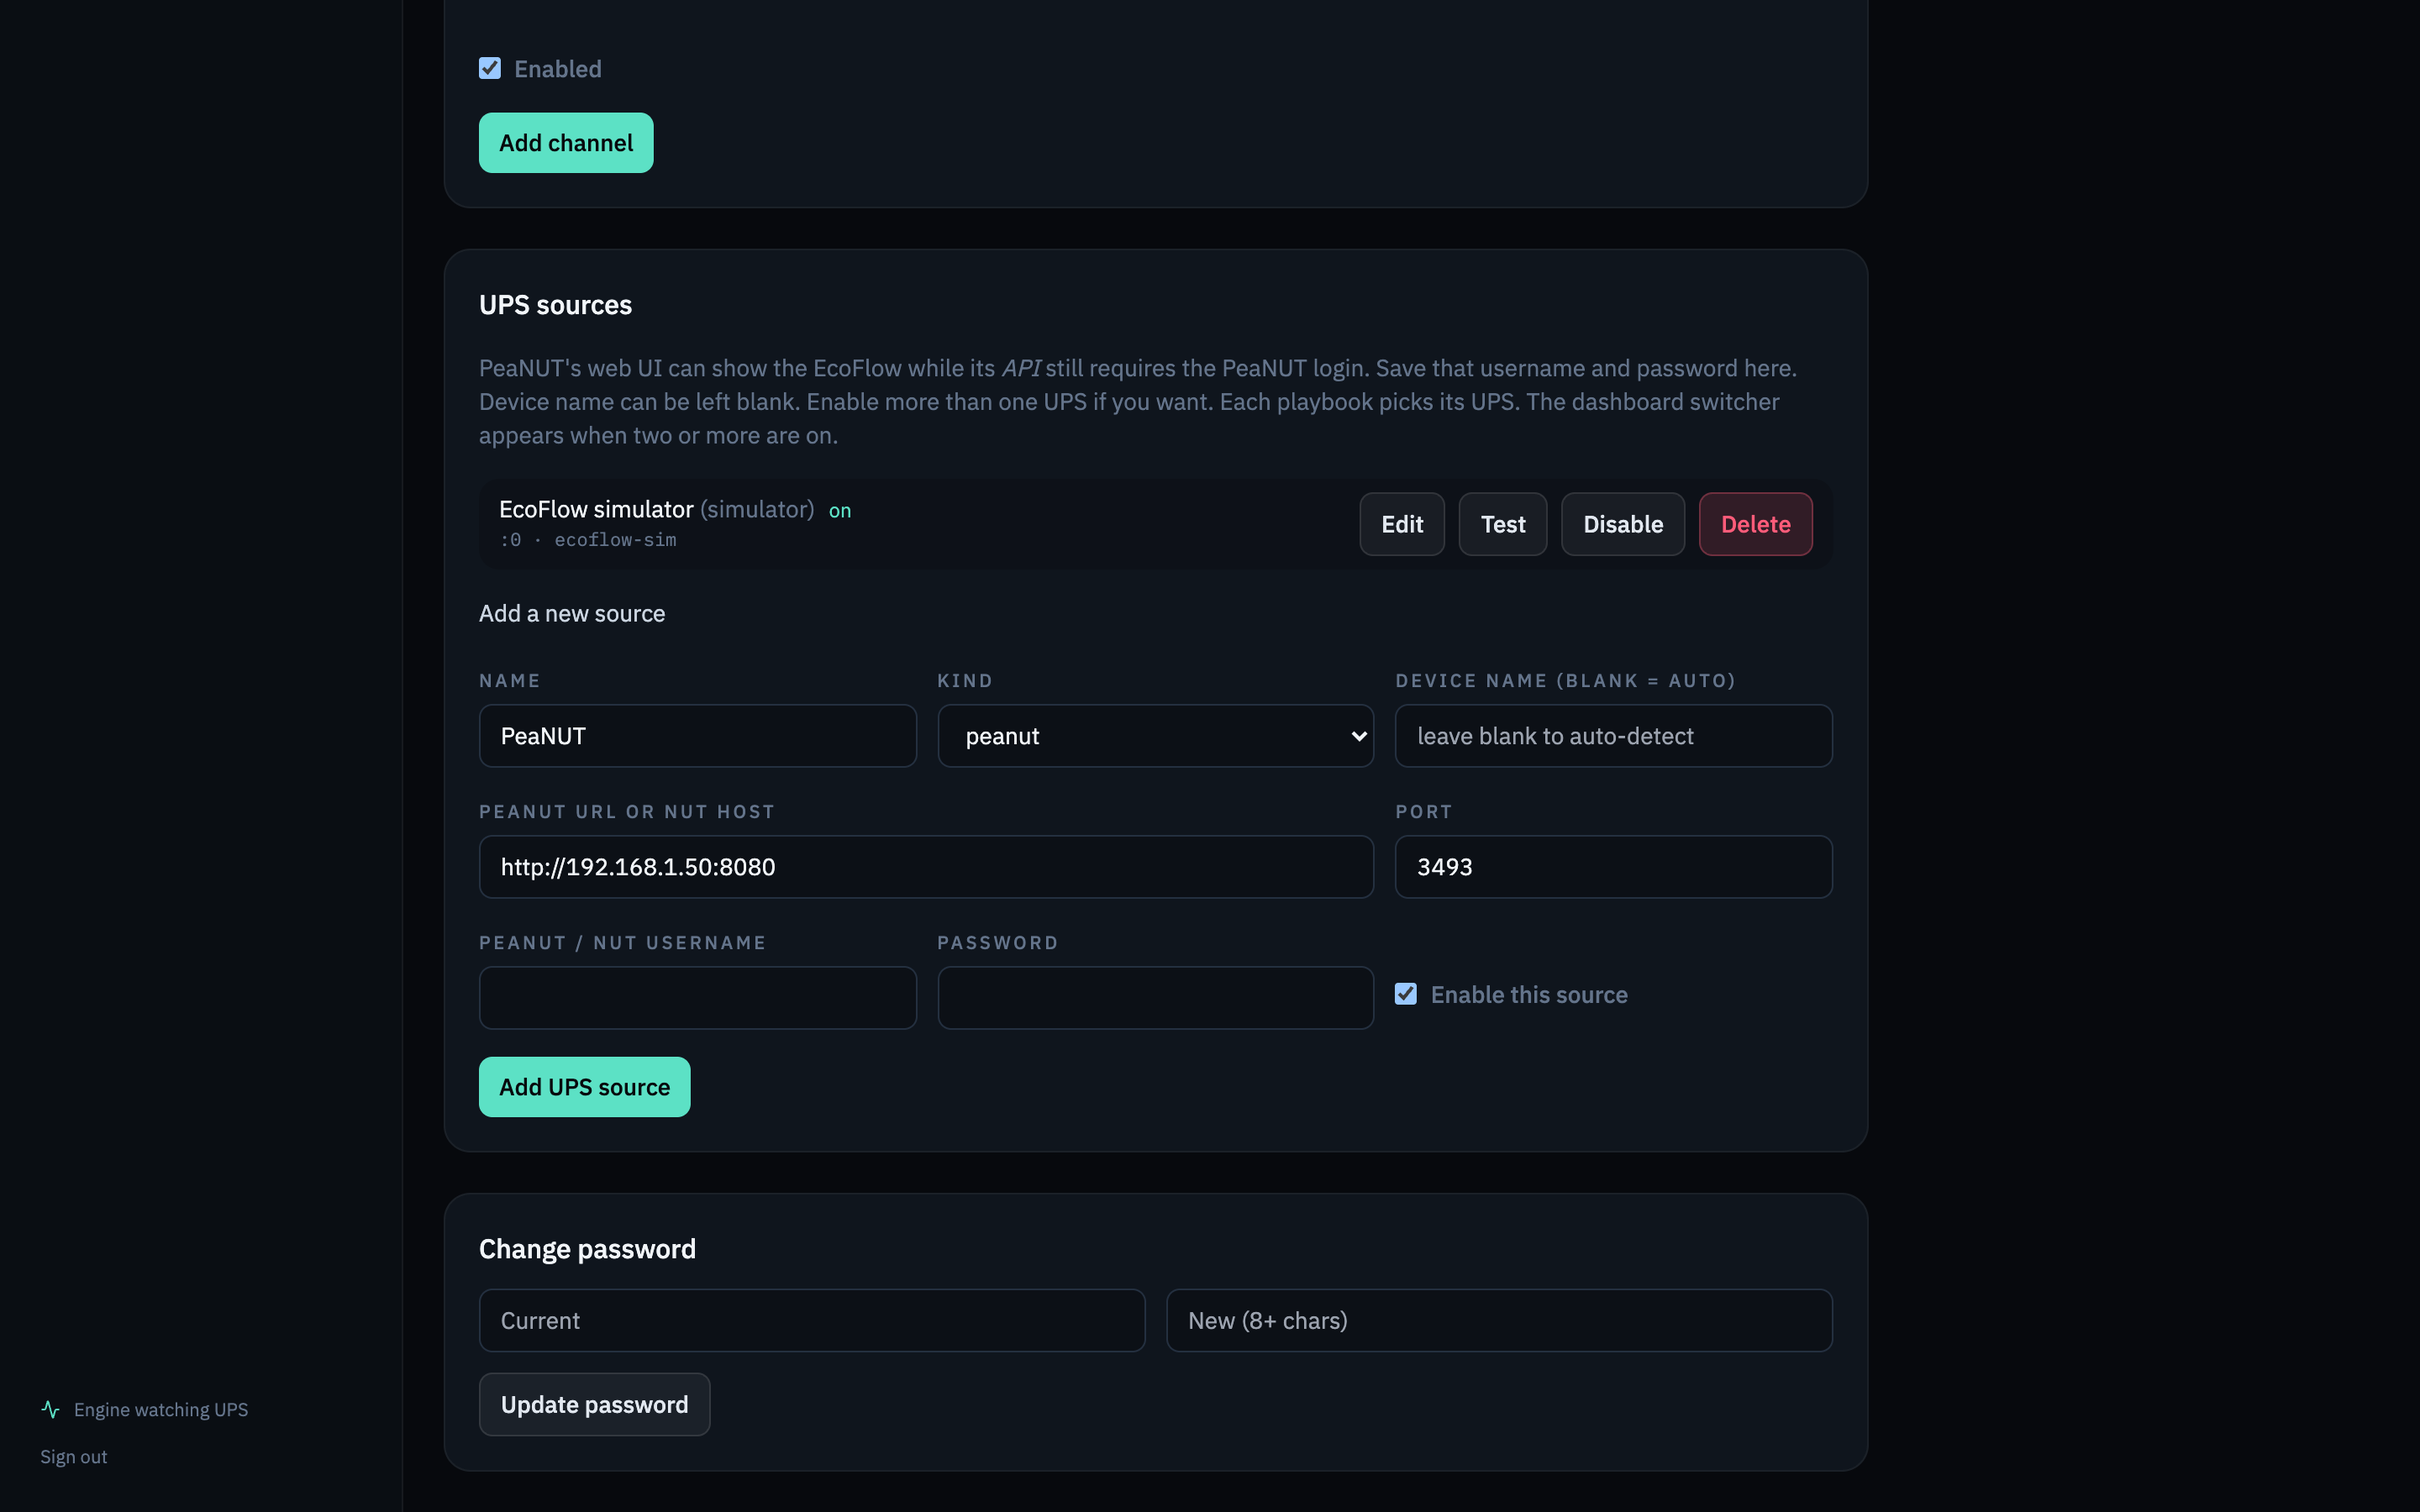 Enabled
Add channel
UPS sources
PeaNUT's web UI can show the EcoFlow while its API still requires the PeaNUT login. Save that username and password here.
Device name can be left blank. Enable more than one UPS if you want. Each playbook picks its UPS. The dashboard switcher
appears when two or more are on.
EcoFlow simulator (simulator) on
:0 · ecoflow-sim
Edit
Test
Disable
Delete
Add a new source
NAME
KIND
DEVICE NAME (BLANK = AUTO)
PeaNUT
peanut
leave blank to auto-detect
PEANUT URL OR NUT HOST
PORT
http://192.168.1.50:8080
3493
PEANUT / NUT USERNAME
PASSWORD
Enable this source
Add UPS source
Change password
Current
New (8+ chars)
Update password
Engine watching UPS
Sign out